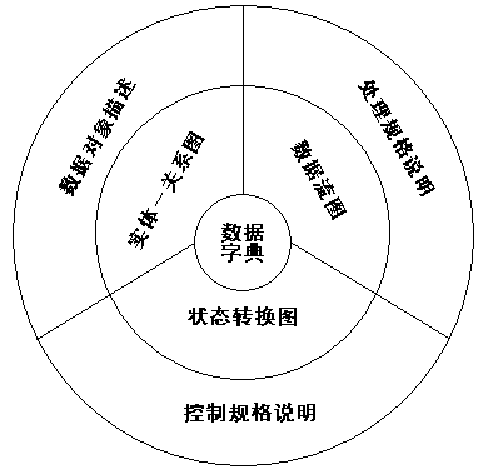 数据对象描述
处理规格说明
实体－关系图
数据流图
数据
字典
状态转换图
控制规格说明